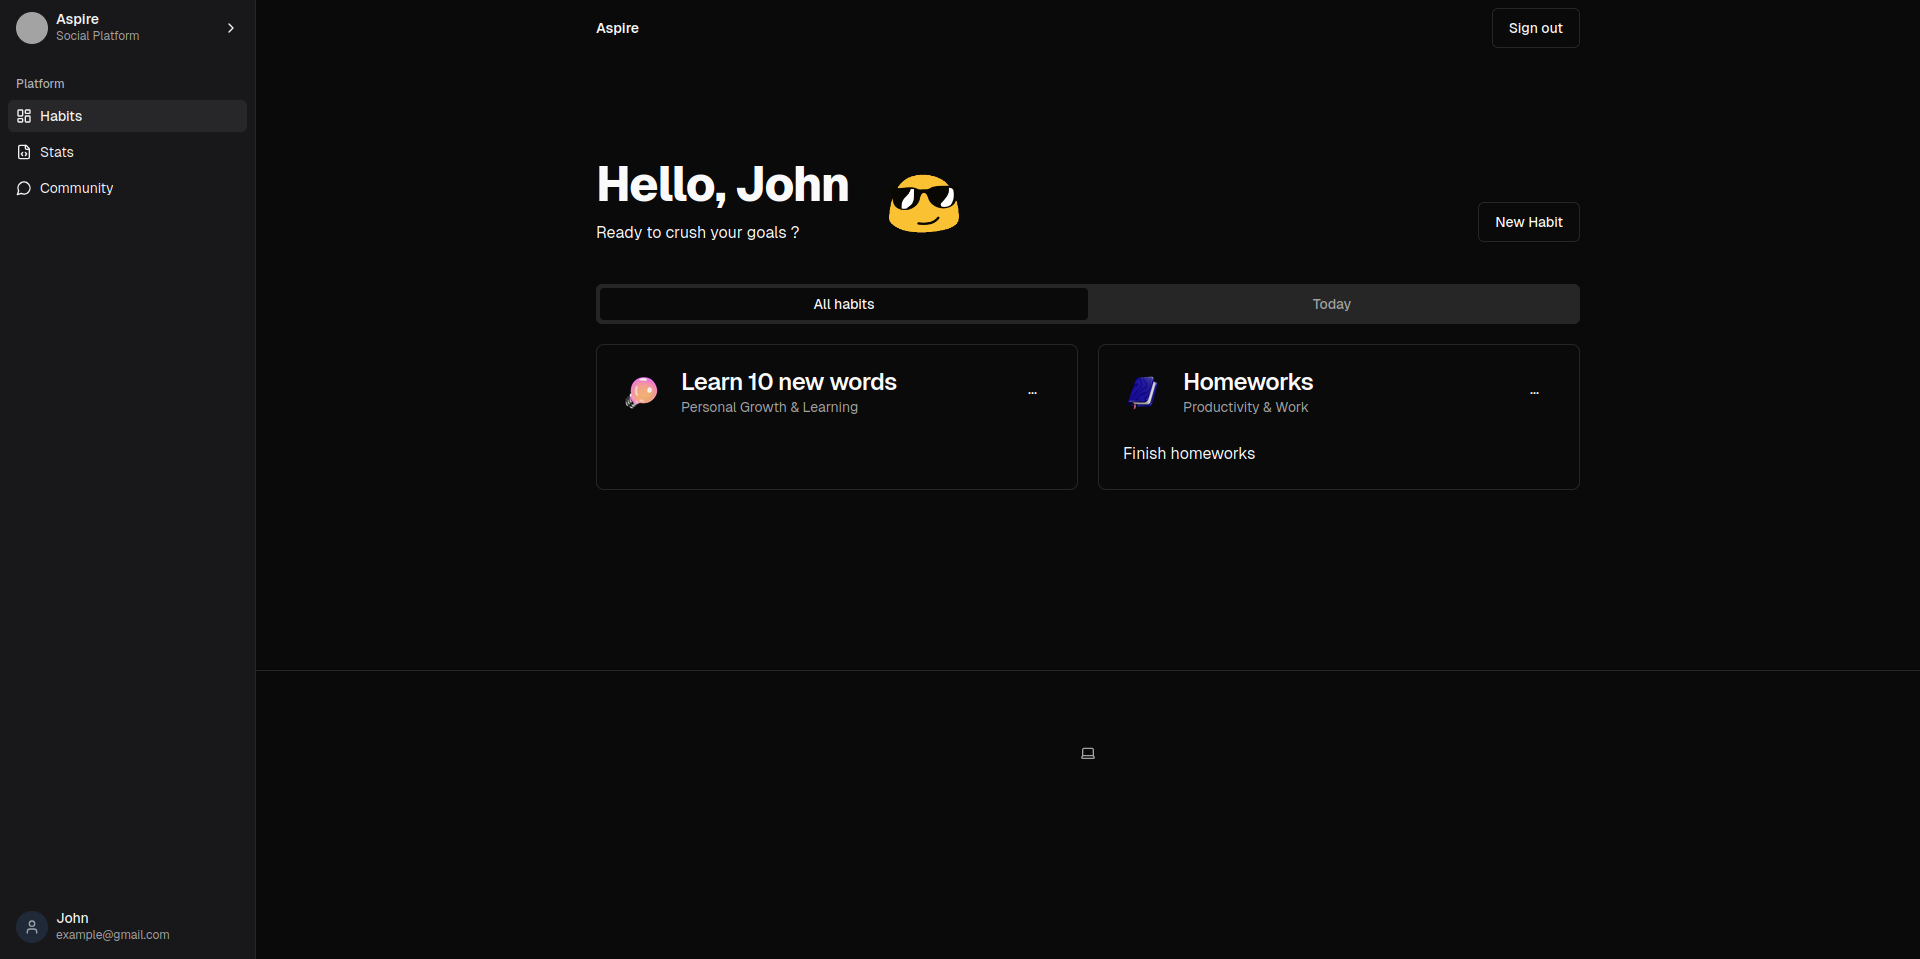 Aspire
Social Platform
Platform
Habits
Stats
Community
John
example@gmail.com
Aspire
Sign out
Hello, John
Ready to crush your goals ?
New Habit
All habits
Today
Learn 10 new words
Personal Growth & Learning
...
Homeworks
Productivity & Work
...
Finish homeworks